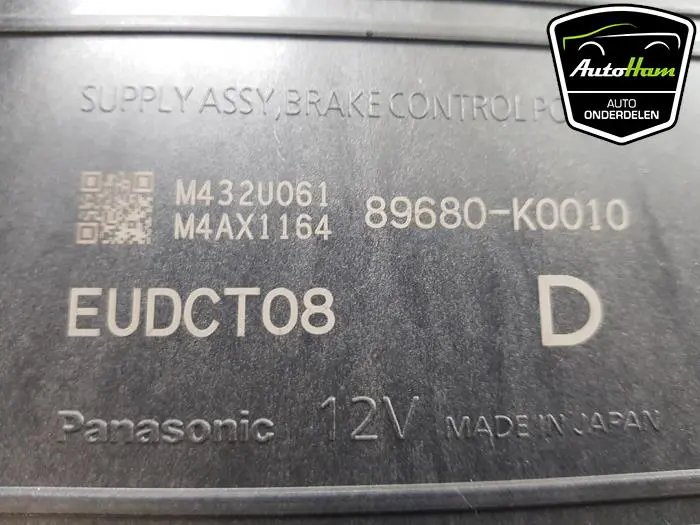 AutoHam
AUTO
ONDERDELEN
SUPPLY ASSY,BRAKE CONTROL
M432U061
M4AX1164
89680-K0010
EUDCT08
D
Panasonic 12V MADE IN JAPAN